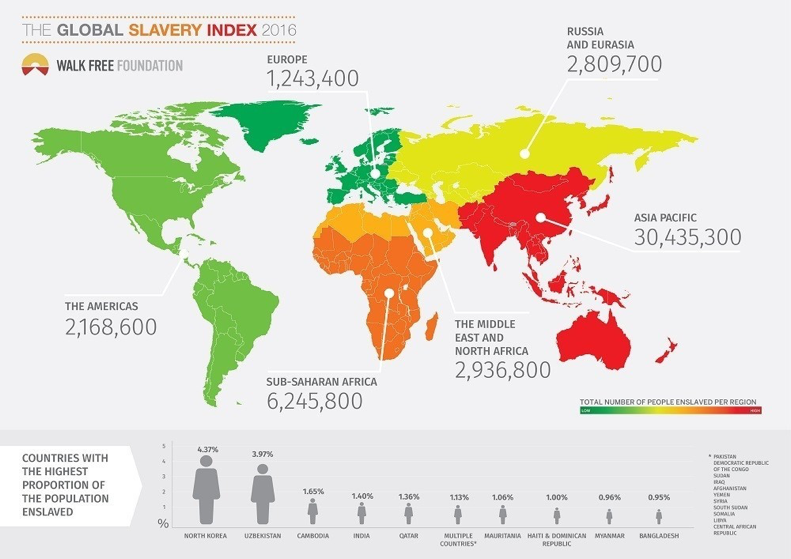 THE GLOBAL SLAVERY INDEX 2016
WALK FREE FOUNDATION
EUROPE
1,243,400
RUSSIA
AND EURASIA
2,809,700
ASIA PACIFIC
30,435,300
THE AMERICAS
2,168,600
THE MIDDLE
EAST AND
NORTH AFRICA
2,936,800
SUB-SAHARAN AFRICA
6,245,800
TOTAL NUMBER OF PEOPLE ENSLAVED PER REGION
LOW
HIGH
COUNTRIES WITH
THE HIGHEST
PROPORTION OF
THE POPULATION
ENSLAVED
5
4
3
2
1
%
4.37%
3.97%
1.65%
1.40%
1.36%
1.13%
1.06%
1.00%
0.96%
0.95%
NORTH KOREA
UZBEKISTAN
CAMBODIA
INDIA
QATAR
MULTIPLE
COUNTRIES*
MAURITANIA
HAITI & DOMINICAN
REPUBLIC
MYANMAR
BANGLADESH
* PAKISTAN
DEMOCRATIC REPUBLIC
OF THE CONGO
SUDAN
IRAQ
AFGHANISTAN
YEMEN
SYRIA
SOUTH SUDAN
SOMALIA
LIBYA
CENTRAL AFRICAN
REPUBLIC